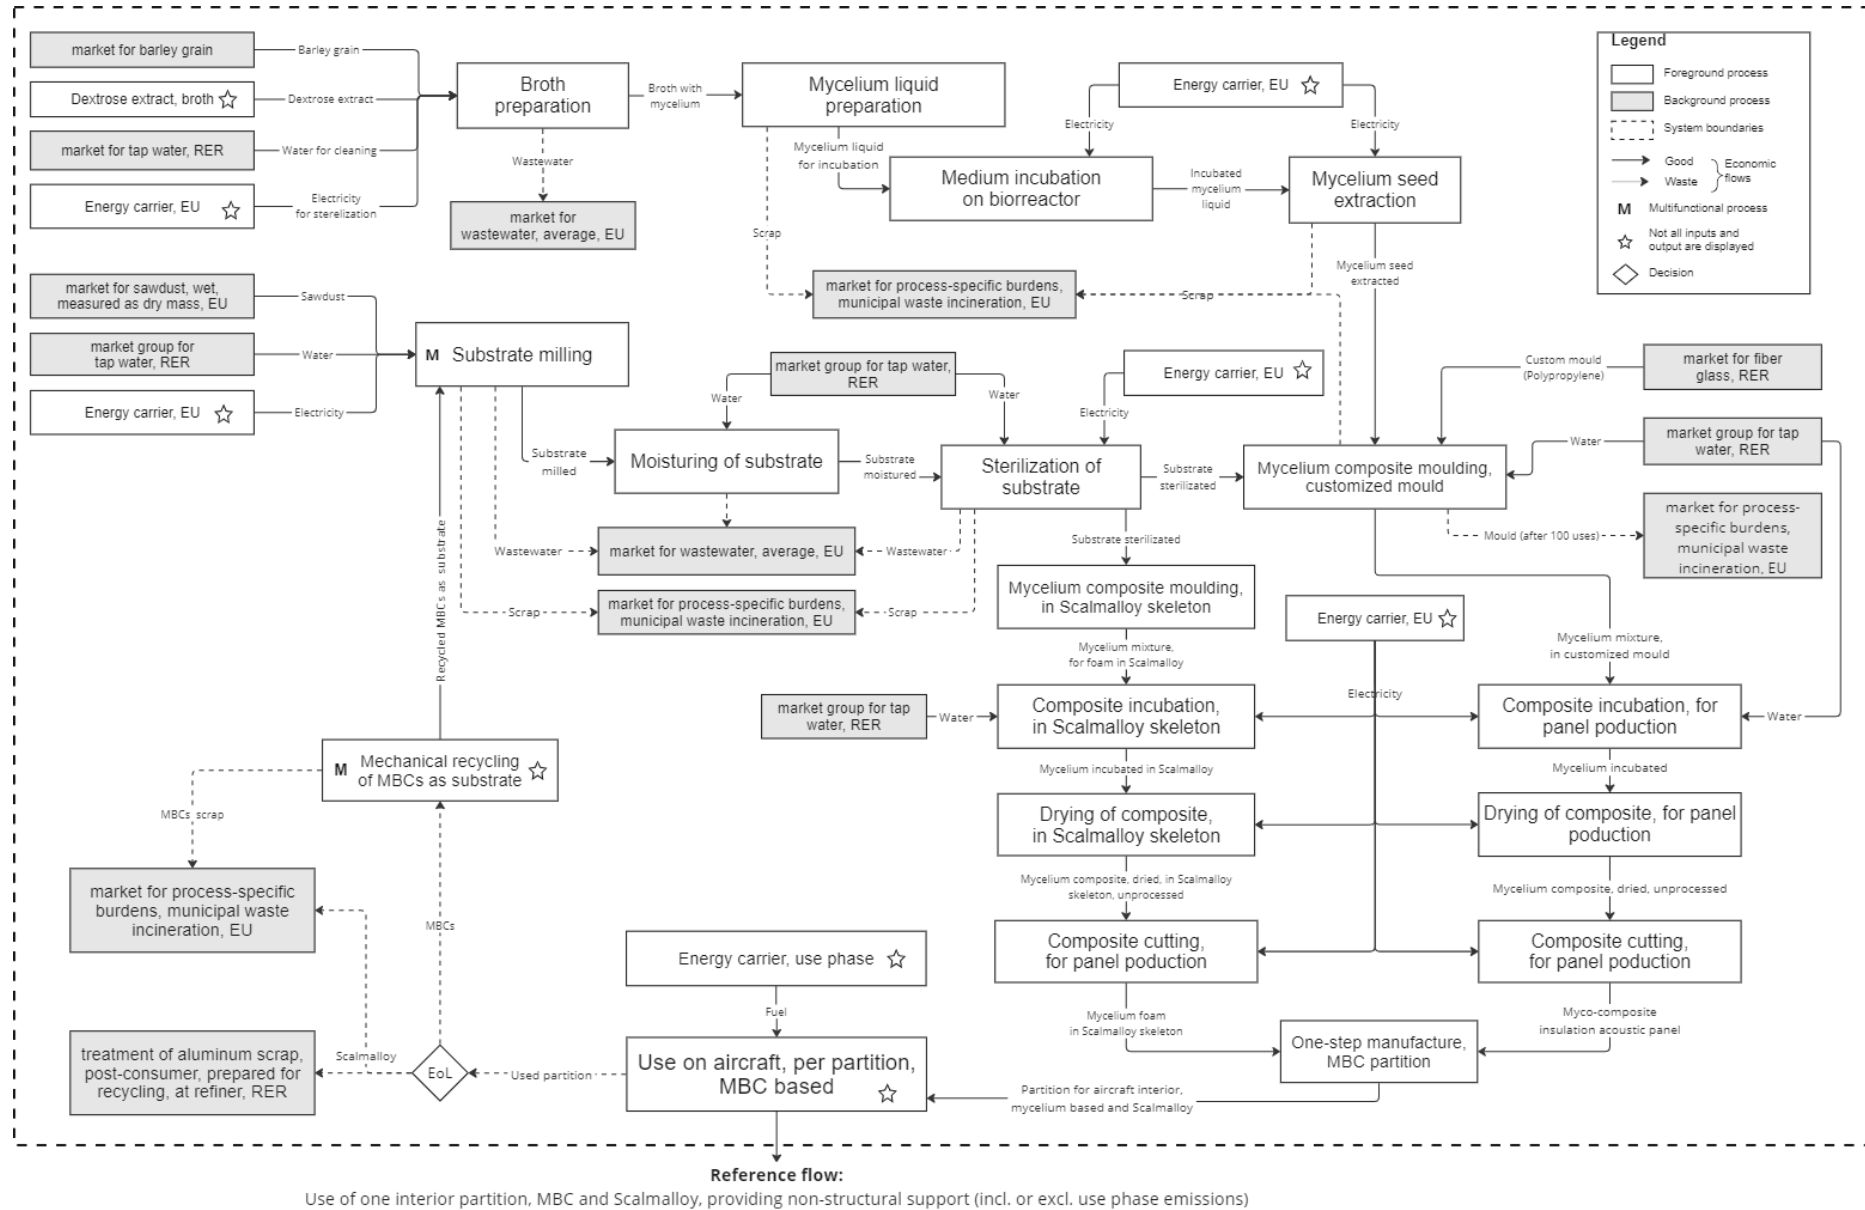 market for barley grain
Barley grain
Dextrose extract, broth
Dextrose extract
market for tap water, RER
Water for cleaning
Energy carrier, EU
Electricity
for sterelization
Broth
preparation
Broth with
mycelium
Wastewater
market for
wastewater, average, EU
Mycelium liquid
preparation
Mycelium liquid
for incubation
Scrap
Energy carrier, EU
Electricity
Electricity
Medium incubation
on biorreactor
Incubated
mycelium
liquid
Mycelium seed
extraction
Mycelium seed
extracted
market for process-specific burdens,
municipal waste incineration, EU
Scrap
Legend
Foreground process
Background process
System boundaries
Good
Waste
Economic
flows
M
Multifunctional process
Not all inputs and
output are displayed
Decision
market for sawdust, wet,
measured as dry mass, EU
Sawdust
market group for
tap water, RER
Water
Energy carrier, EU
Electricity
M
Substrate milling
Substrate
milled
market group for tap water,
RER
Water
Water
Energy carrier, EU
Electricity
Moisturing of substrate
Substrate
moistured
Sterilization of
substrate
Substrate
sterilizated
Mycelium composite moulding,
customized mould
Custom mould
(Polypropylene)
market for fiber
glass, RER
Water
market group for tap
water, RER
Mould (after 100 uses)
market for process-
specific burdens,
municipal waste
incineration, EU
Wastewater
market for wastewater, average, EU
Wastewater
Scrap
market for process-specific burdens,
municipal waste incineration, EU
Scrap
Substrate sterilizated
Mycelium composite moulding,
in Scalmalloy skeleton
Mycelium mixture,
for foam in Scalmalloy
Energy carrier, EU
Electricity
Mycelium mixture,
in customized mould
market group for tap
water, RER
Water
Composite incubation,
in Scalmalloy skeleton
Composite incubation, for
panel poduction
Water
Mycelium incubated in Scalmalloy
Mycelium incubated
Drying of composite,
in Scalmalloy skeleton
Drying of composite, for panel
poduction
Mycelium composite, dried, in Scalmalloy
skeleton, unprocessed
Mycelium composite, dried, unprocessed
Composite cutting,
for panel poduction
Composite cutting,
for panel poduction
Mycelium foam
in Scalmalloy skeleton
Myco-composite
insulation acoustic panel
One-step manufacture,
MBC partition
Partition for aircraft interior,
mycelium based and Scalmalloy
Recycled MBCs as substrate
M
Mechanical recycling
of MBCs as substrate
MBCs scrap
market for process-specific
burdens, municipal waste
incineration, EU
MBCs
Energy carrier, use phase
Fuel
Use on aircraft, per partition,
MBC based
Used partition
EoL
Scalmalloy
treatment of aluminum scrap,
post-consumer, prepared for
recycling, at refiner, RER
Reference flow:
Use of one interior partition, MBC and Scalmalloy, providing non-structural support (incl. or excl. use phase emissions)